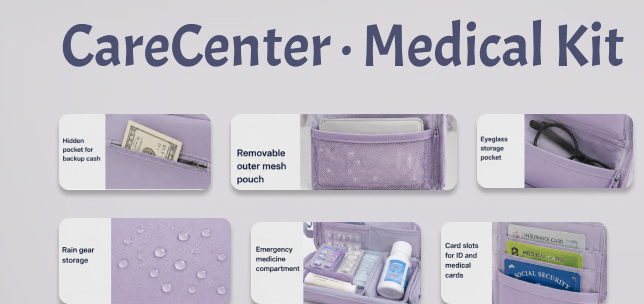 CareCenter · Medical Kit
Hidden
pocket for
backup cash
Removable
outer mesh
pouch
Eyeglass
storage
pocket
Rain gear
storage
Emergency
medicine
compartment
Card slots
for ID and
medical
cards
INSURANCE CARD
MEDICAL CARD
SOCIAL SECURITY